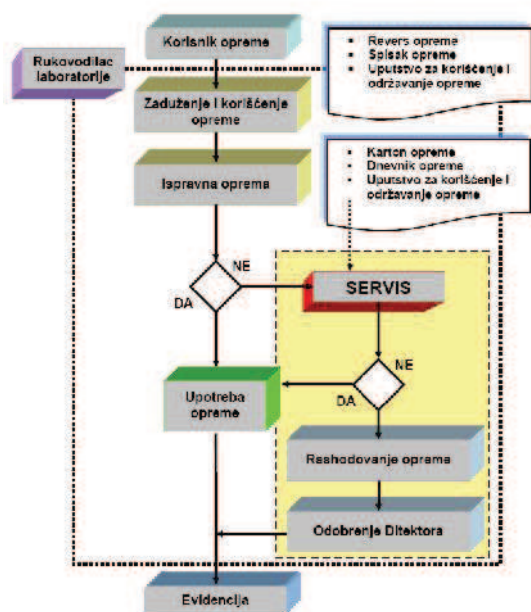 Korisnik opreme
Rukovodilac
laboratorije
▪ Revers opreme
▪ Spisak opreme
▪ Uputstvo za korišćenje i
održavanje opreme
Zaduženje i korišćenje
opreme
▪ Karton opreme
▪ Dnevnik opreme
▪ Uputstvo za korišćenje i
održavanje opreme
Ispravna oprema
NE
DA
SERVIS
NE
DA
Upotreba
opreme
Rashodovanje opreme
Odobrenje Ditektora
Evidencija